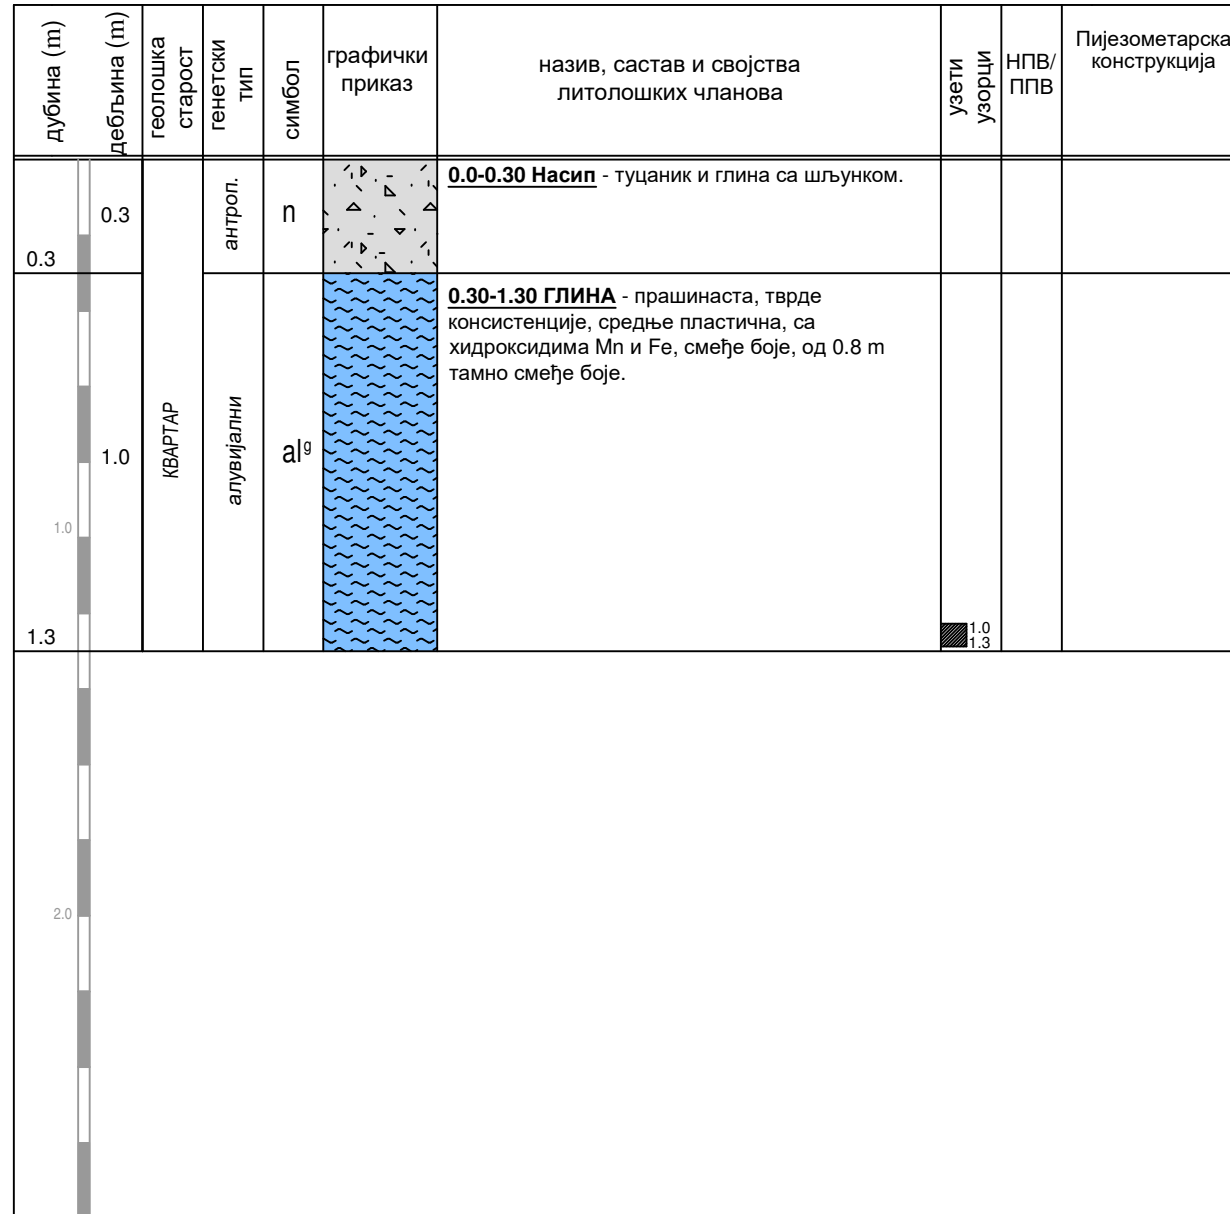 дубина (m)
дебљина (m)
геолошка
старост
генетски
тип
симбол
графички
приказ
назив, састав и својства
литолошких чланова
узети
узорци
НПВ/
ППВ
Пијезометарска
конструкција
0.3
0.3
КВАРТАР
антроп.
n
0.0-0.30 Насип - туцаник и глина са шљунком.
1.3
1.0
алувијални
alᵍ
0.30-1.30 ГЛИНА - прашинаста, тврде
консистенције, средње пластична, са
хидроксидима Mn и Fe, смеђе боје, од 0.8 m
тамно смеђе боје.
1.0
1.3
1.0
2.0